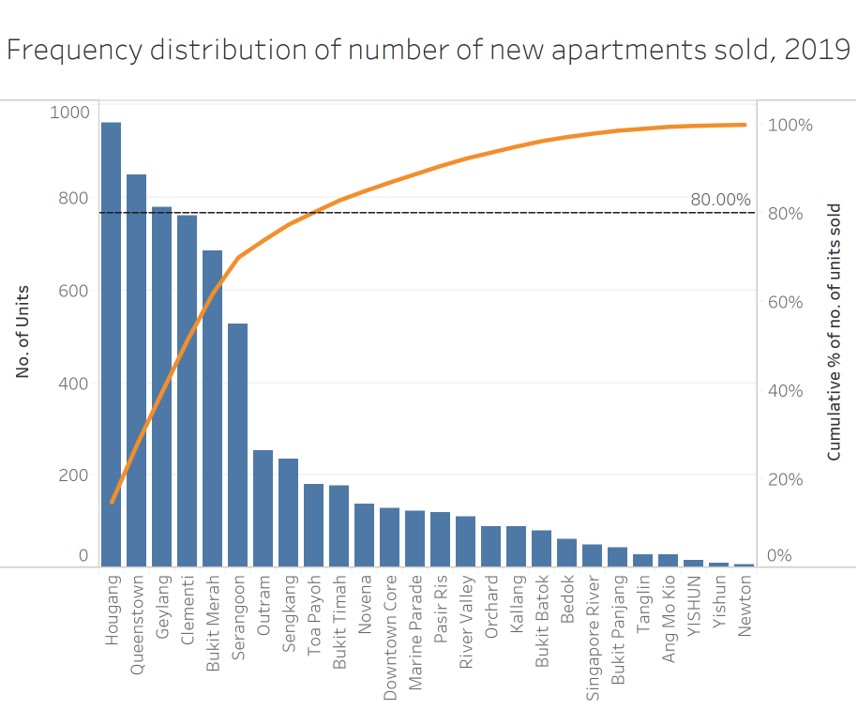 Frequency distribution of number of new apartments sold, 2019
1000
800
600
400
200
0
No. of Units
100%
80%
60%
40%
20%
0%
Cumulative % of no. of units sold
80.00%
Hougang
Queenstown
Geylang
Clementi
Bukit Merah
Serangoon
Outram
Sengkang
Toa Payoh
Bukit Timah
Novena
Downtown Core
Marine Parade
Pasir Ris
River Valley
Orchard
Kallang
Bukit Batok
Bedok
Singapore River
Bukit Panjang
Tanglin
Ang Mo Kio
YISHUN
Yishun
Newton